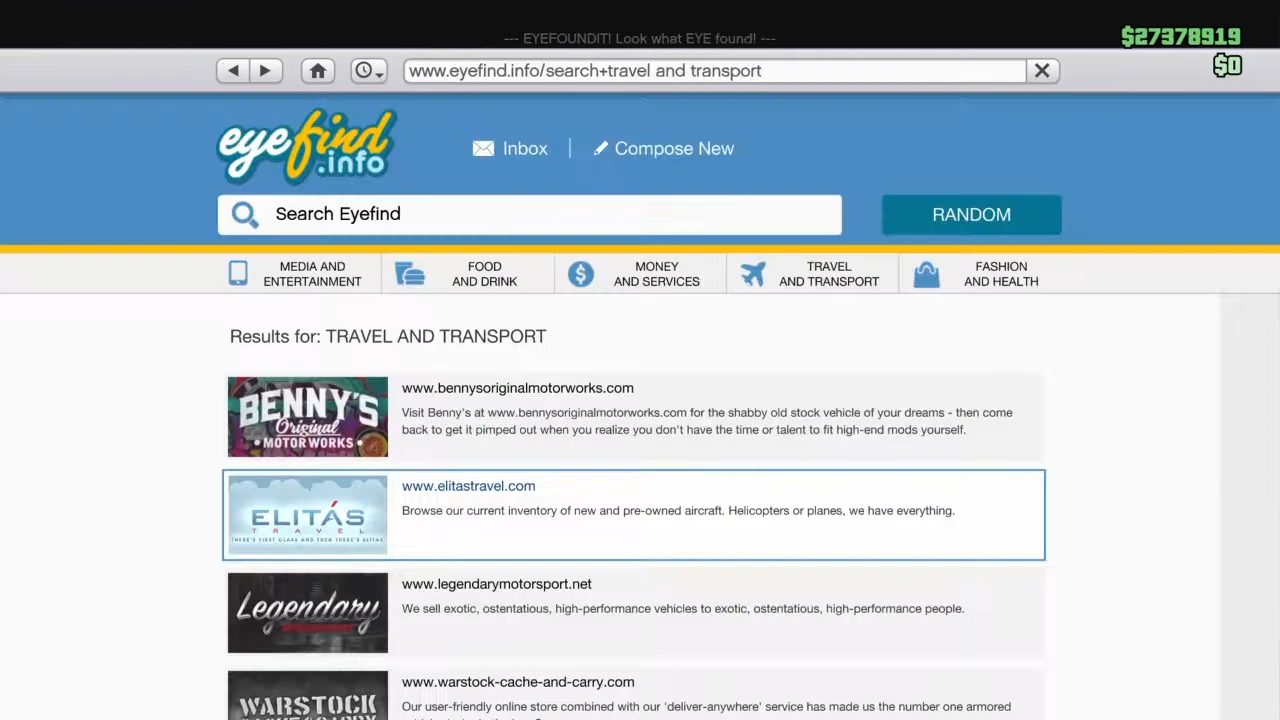 --- EYEFOUNDIT! Look what EYE found! ---
$27378919
$0
www.eyefind.info/search+travel and transport
eyefind
.info
Inbox
Compose New
Search Eyefind
RANDOM
MEDIA AND
ENTERTAINMENT
FOOD
AND DRINK
MONEY
AND SERVICES
TRAVEL
AND TRANSPORT
FASHION
AND HEALTH
Results for: TRAVEL AND TRANSPORT
BENNY'S
Original
MOTOR WORKS
www.bennysoriginalmotorworks.com
Visit Benny's at www.bennysoriginalmotorworks.com for the shabby old stock vehicle of your dreams - then come
back to get it pimped out when you realize you don't have the time or talent to fit high-end mods yourself.
ELITÁS
TRAVEL
THERE'S FIRST CLASS AND THEN THERE'S ELITAS
www.elitastravel.com
Browse our current inventory of new and pre-owned aircraft. Helicopters or planes, we have everything.
Legendary
www.legendarymotorsport.net
We sell exotic, ostentatious, high-performance vehicles to exotic, ostentatious, high-performance people.
WARSTOCK
www.warstock-cache-and-carry.com
Our user-friendly online store combined with our 'deliver-anywhere' service has made us the number one armored